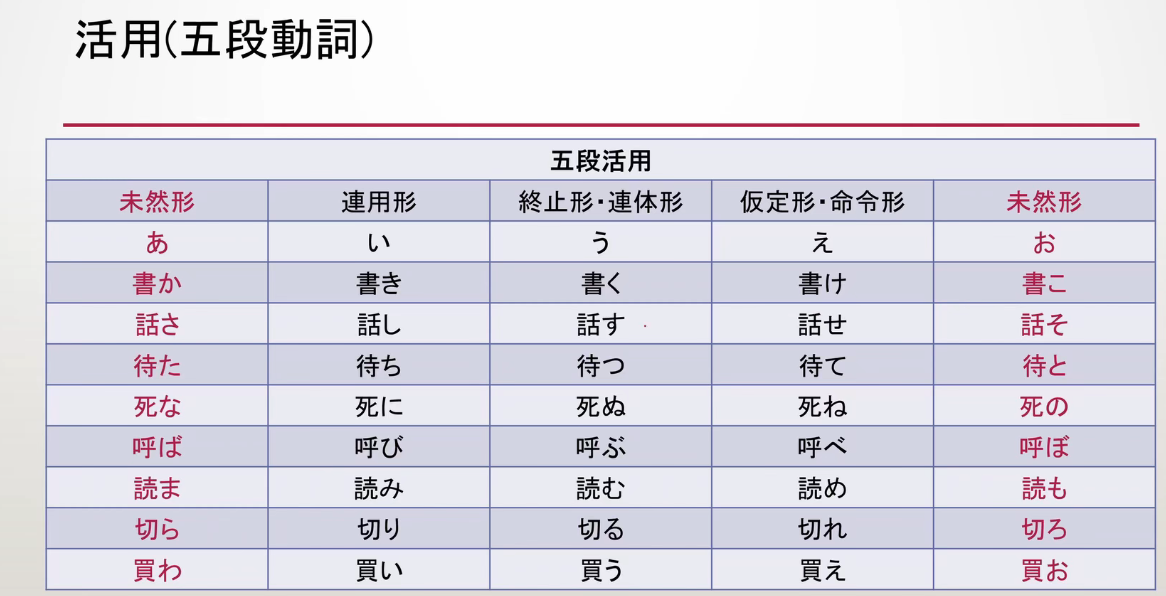 活用(五段動詞)
五段活用
未然形 連用形 終止形・連体形 仮定形・命令形 未然形
あ い う え お
書か 書き 書く 書け 書こ
話さ 話し 話す 話せ 話そ
待た 待ち 待つ 待て 待と
死な 死に 死ぬ 死ね 死の
呼ば 呼び 呼ぶ 呼べ 呼ぼ
読ま 読み 読む 読め 読も
切ら 切り 切る 切れ 切ろ
買わ 買い 買う 買え 買お